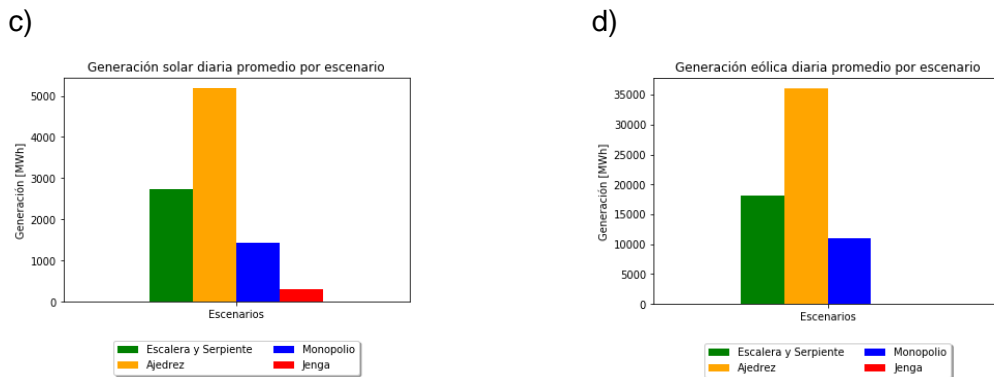 c)
Generación solar diaria promedio por escenario
Generación [MWh]
5000
4000
3000
2000
1000
0
Escenarios
Escalera y Serpiente
Ajedrez
Monopolio
Jenga
d)
Generación eólica diaria promedio por escenario
Generación [MWh]
35000
30000
25000
20000
15000
10000
5000
0
Escenarios
Escalera y Serpiente
Ajedrez
Monopolio
Jenga